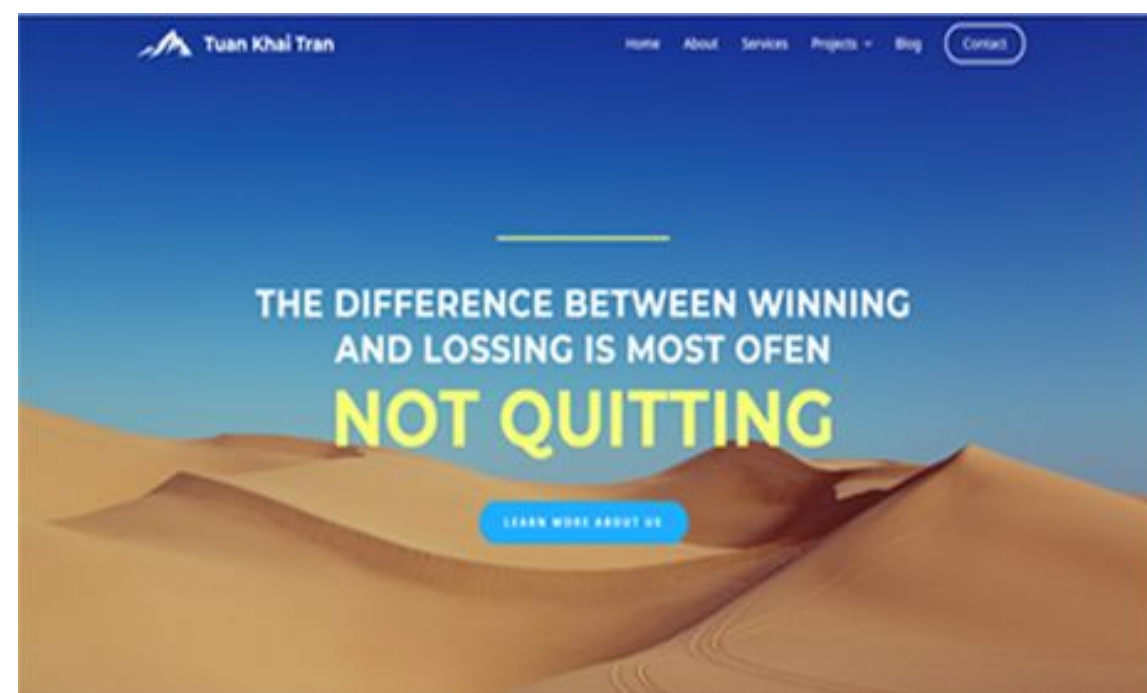 Tuan Khai Tran
Home About Services Projects Blog Contact
THE DIFFERENCE BETWEEN WINNING
AND LOSSING IS MOST OFEN
NOT QUITTING
LEARN MORE ABOUT US